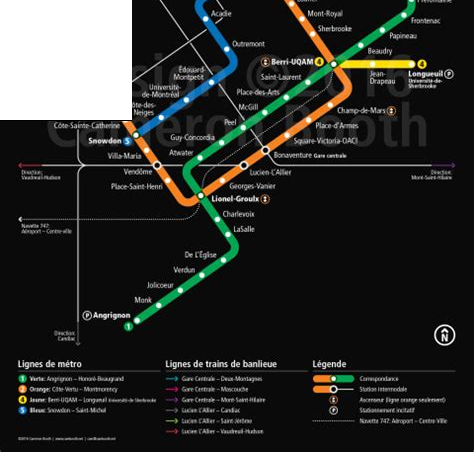 Acadie
Mont-Royal
Frontenac
Sherbrooke
Papineau
Outremont
Beaudry
Berri-UQAM 4
4
Édouard-
Montpetit
Saint-Laurent
Jean-
Drapeau
Longueuil P
Université-de-
Sherbrooke
Université-
de-Montréal
Place-des-Arts
McGill
Champ-de-Mars
Neiges
Peel
Place-d'Armes
Côte-Sainte-Catherine
Guy-Concordia
Square-Victoria-OACI
Snowdon 5
Atwater
Villa-Maria
Bonaventure Gare centrale
Direction:
Vaudreuil-Hudson
Vendôme
Lucien-L'Allier
Direction:
Mont-Saint-Hilaire
Place-Saint-Henri
Georges-Vanier
Lionel-Groulx
Charlevoix
Navette 747:
Aéroport – Centre-ville
LaSalle
De L'Église
Verdun
Jolicoeur
Monk
P Angrignon
1
Direction:
Candiac
N
Lignes de métro
1 Verte: Angrignon – Honoré-Beaugrand
2 Orange: Côte-Vertu – Montmorency
4 Jaune: Berri-UQAM – Longueuil Université-de-Sherbrooke
5 Bleue: Snowdon – Saint-Michel
Lignes de trains de banlieue
Gare Centrale – Deux-Montagnes
Gare Centrale – Mascouche
Gare Centrale – Mont-Saint-Hilaire
Lucien L'Allier – Candiac
Lucien L'Allier – Saint-Jérôme
Lucien L'Allier – Vaudreuil-Hudson
Légende
Correspondance
Station intermodale
Ascenseur (ligne orange seulement)
P Stationnement incitatif
Navette 747: Aéroport – Centre Ville